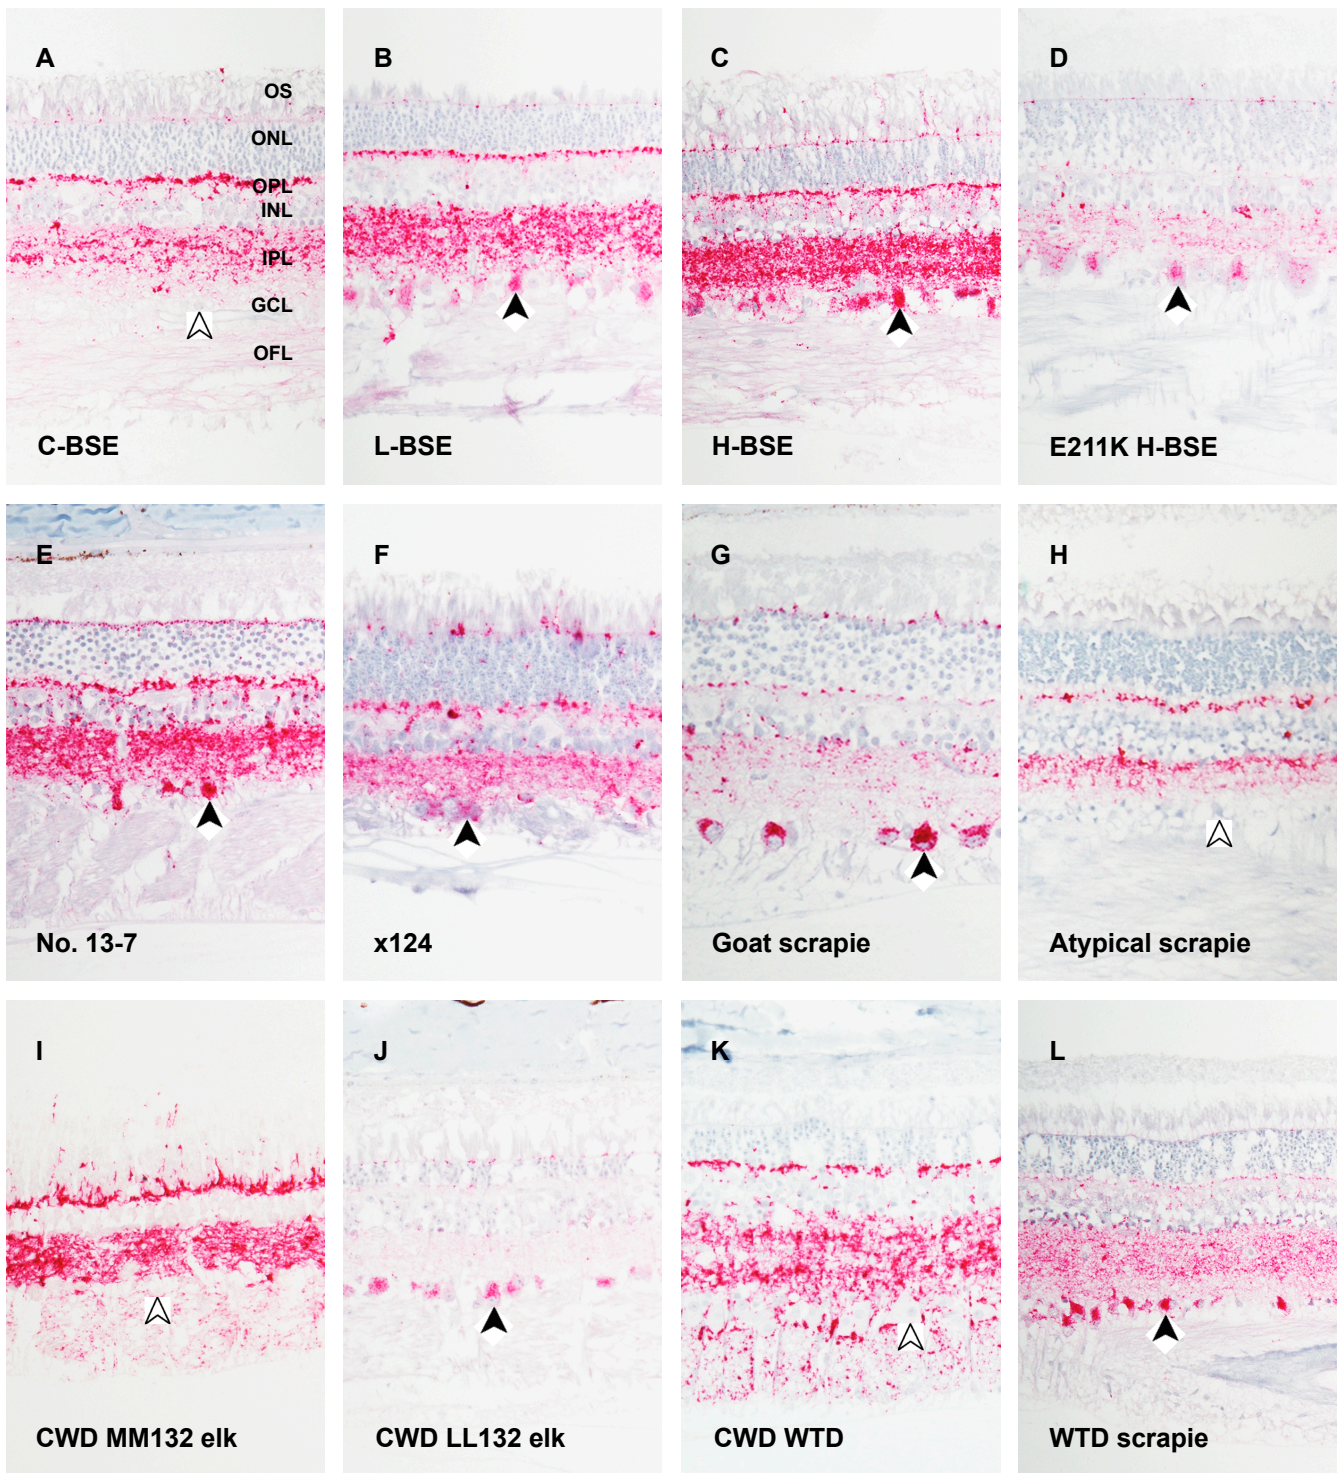 A
B
C
D
OS
ONL
OPL
INL
IPL
GCL
OFL
C-BSE
L-BSE
H-BSE
E211K H-BSE
E
F
G
H
No. 13-7
x124
Goat scrapie
Atypical scrapie
I
J
K
L
CWD MM132 elk
CWD LL132 elk
CWD WTD
WTD scrapie